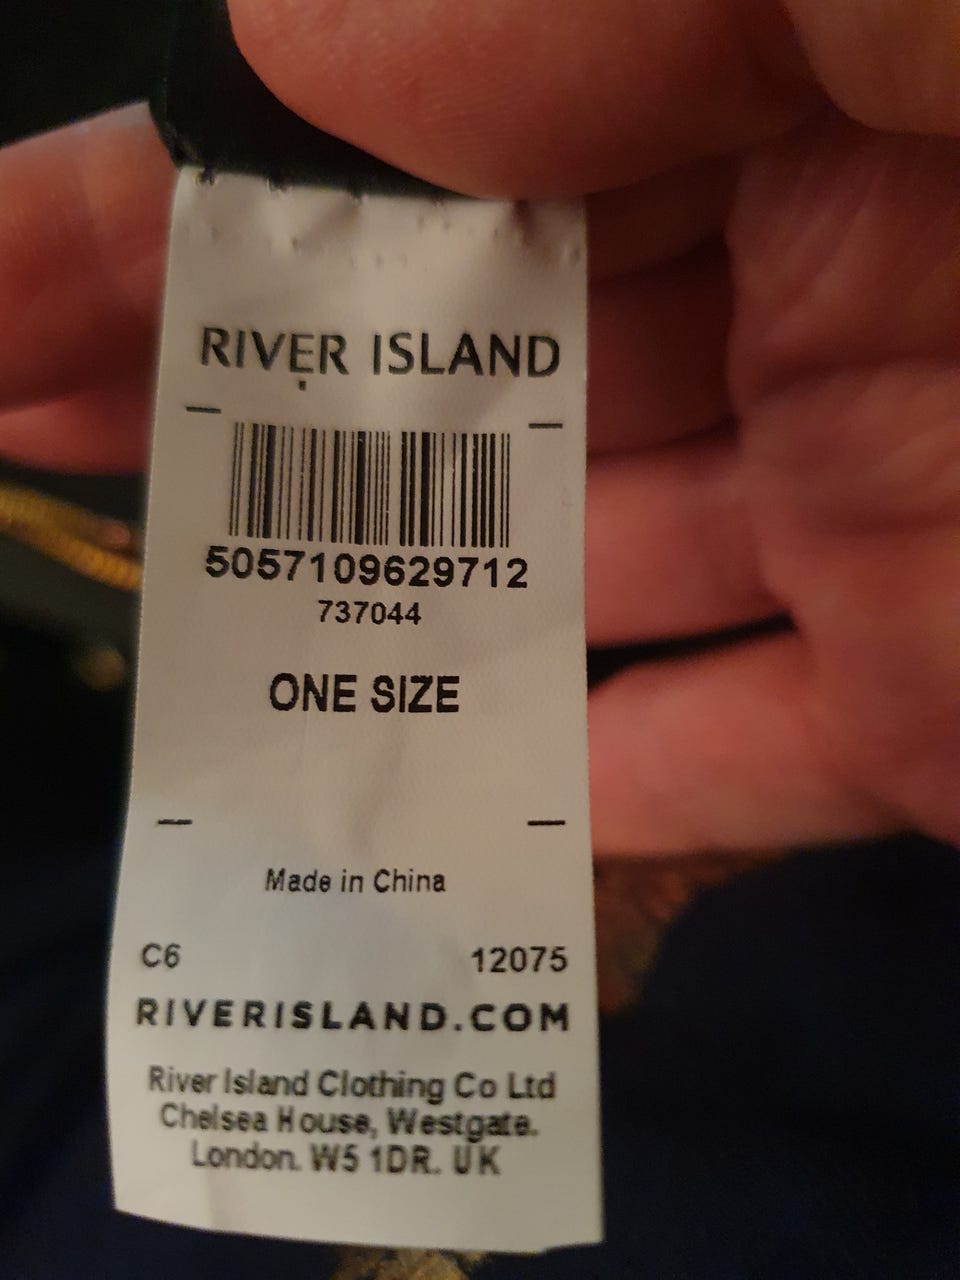 RIVER ISLAND
5057109629712
737044
ONE SIZE
Made in China
C6 12075
RIVERISLAND.COM
River Island Clothing Co Ltd
Chelsea House, Westgate.
London. W5 1DR. UK